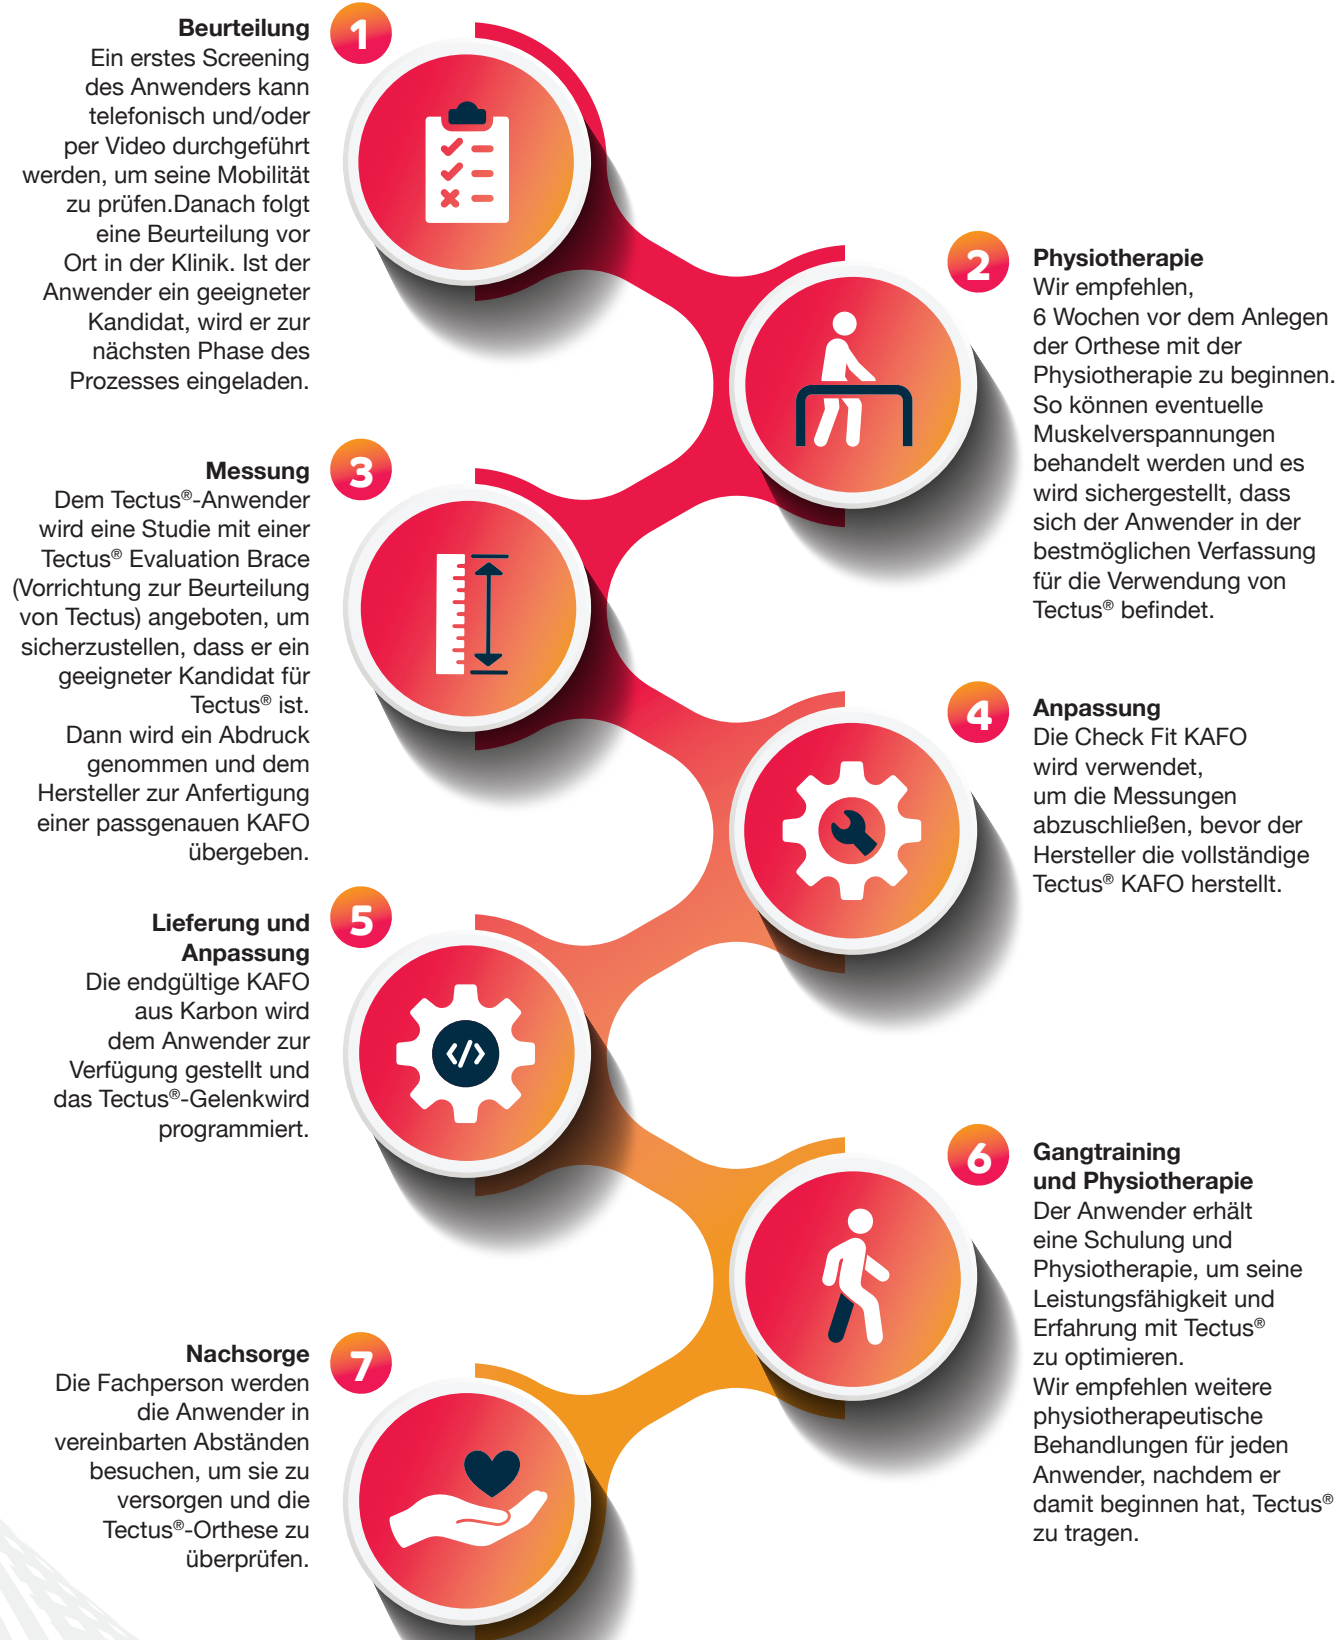 1
Beurteilung
Ein erstes Screening
des Anwenders kann
telefonisch und/oder
per Video durchgeführt
werden, um seine Mobilität
zu prüfen.Danach folgt
eine Beurteilung vor
Ort in der Klinik. Ist der
Anwender ein geeigneter
Kandidat, wird er zur
nächsten Phase des
Prozesses eingeladen.
2
Physiotherapie
Wir empfehlen,
6 Wochen vor dem Anlegen
der Orthese mit der
Physiotherapie zu beginnen.
So können eventuelle
Muskelverspannungen
behandelt werden und es
wird sichergestellt, dass
sich der Anwender in der
bestmöglichen Verfassung
für die Verwendung von
Tectus® befindet.
3
Messung
Dem Tectus®-Anwender
wird eine Studie mit einer
Tectus® Evaluation Brace
(Vorrichtung zur Beurteilung
von Tectus) angeboten, um
sicherzustellen, dass er ein
geeigneter Kandidat für
Tectus® ist.
Dann wird ein Abdruck
genommen und dem
Hersteller zur Anfertigung
einer passgenauen KAFO
übergeben.
4
Anpassung
Die Check Fit KAFO
wird verwendet,
um die Messungen
abzuschließen, bevor der
Hersteller die vollständige
Tectus® KAFO herstellt.
5
Lieferung und
Anpassung
Die endgültige KAFO
aus Karbon wird
dem Anwender zur
Verfügung gestellt und
das Tectus®-Gelenkwird
programmiert.
</>
6
Gangtraining
und Physiotherapie
Der Anwender erhält
eine Schulung und
Physiotherapie, um seine
Leistungsfähigkeit und
Erfahrung mit Tectus®
zu optimieren.
Wir empfehlen weitere
physiotherapeutische
Behandlungen für jeden
Anwender, nachdem er
damit beginnen hat, Tectus®
zu tragen.
7
Nachsorge
Die Fachperson werden
die Anwender in
vereinbarten Abständen
besuchen, um sie zu
versorgen und die
Tectus®-Orthese zu
überprüfen.